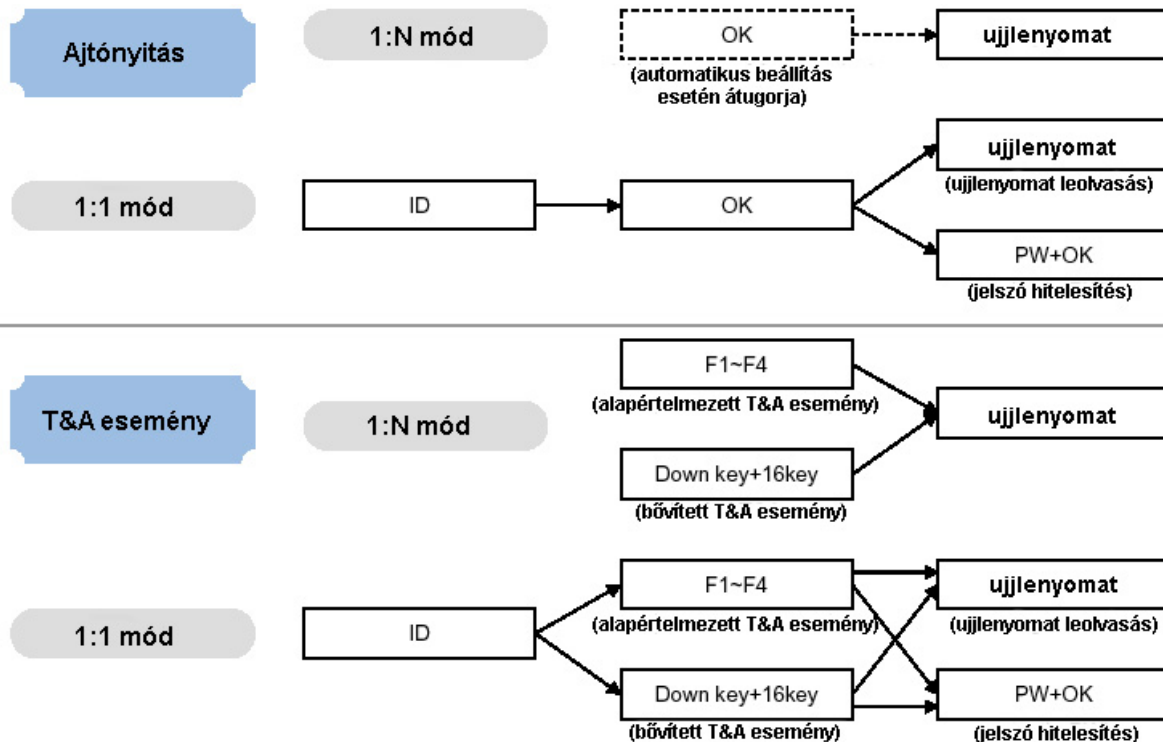 Ajtónyitás
1:N mód
OK
(automatikus beállítás
esetén átugorja)
ujjlenyomat
1:1 mód
ID
OK
ujjlenyomat
(ujjlenyomat leolvasás)
PW+OK
(jelszó hitelesítés)
T&A esemény
1:N mód
F1~F4
(alapértelmezett T&A esemény)
Down key+16key
(bővített T&A esemény)
ujjlenyomat
1:1 mód
ID
F1~F4
(alapértelmezett T&A esemény)
Down key+16key
(bővített T&A esemény)
ujjlenyomat
(ujjlenyomat leolvasás)
PW+OK
(jelszó hitelesítés)